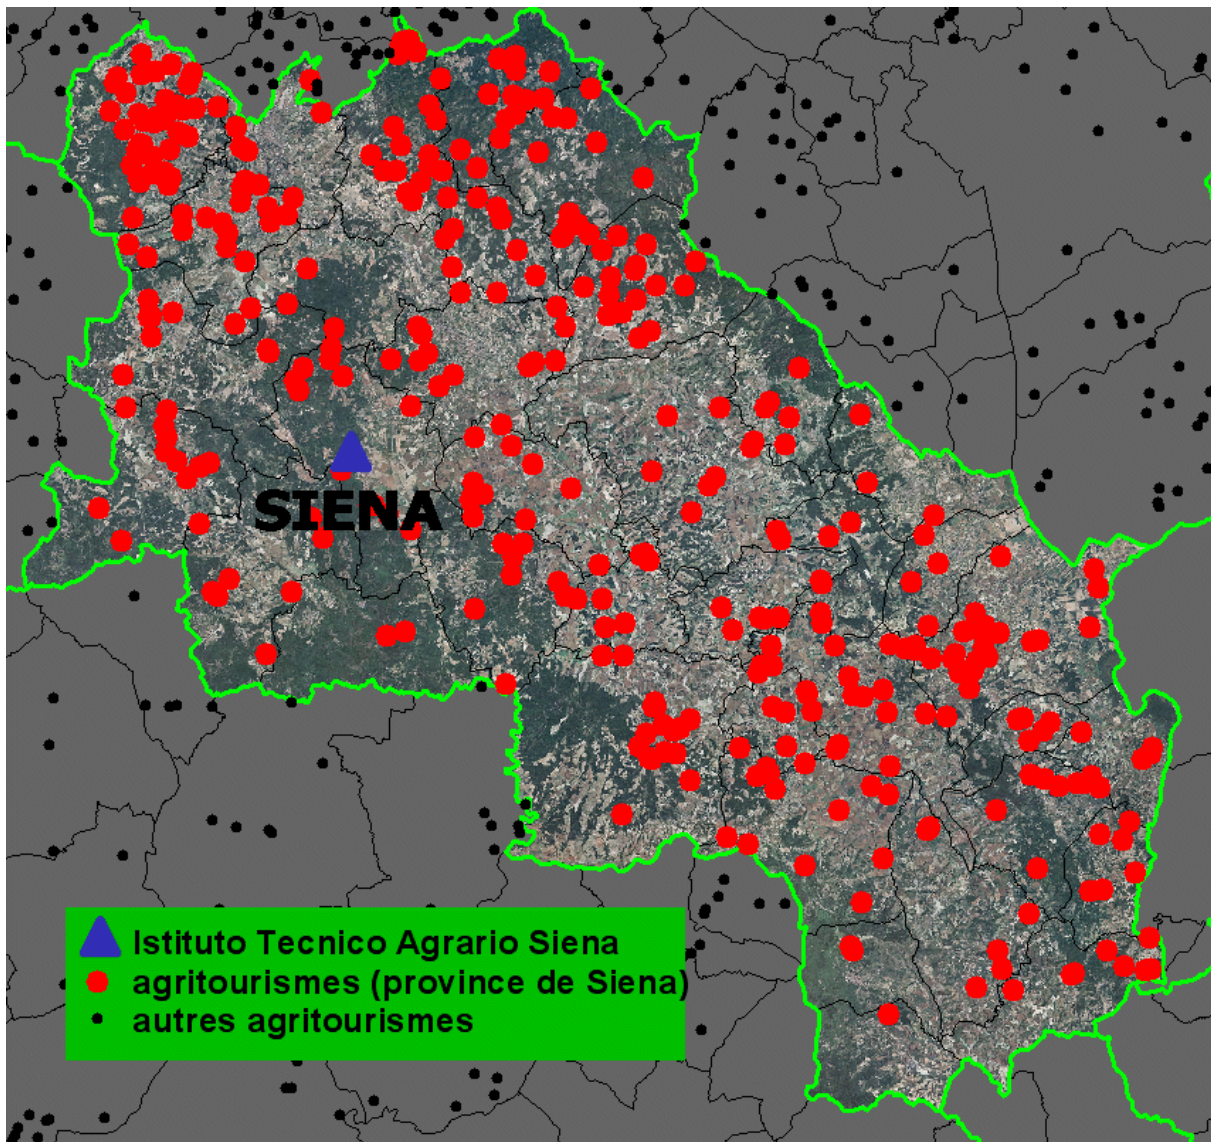 SIENA
Istituto Tecnico Agrario Siena
agritourismes (province de Siena)
autres agritourismes